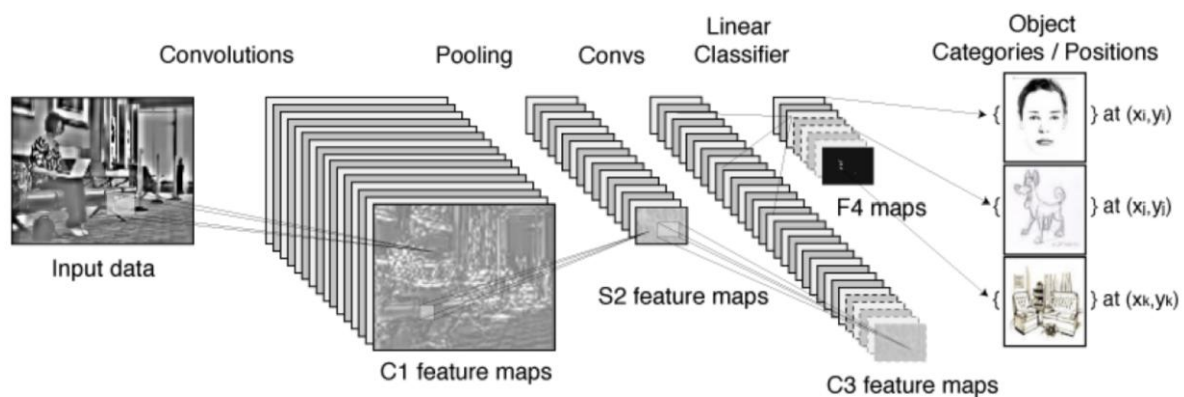 Convolutions
Pooling
Convs
Linear
Classifier
Object
Categories / Positions
Input data
C1 feature maps
S2 feature maps
C3 feature maps
F4 maps
{ } at (xi,yi)
{ } at (xj,yj)
{ } at (xk,yk)